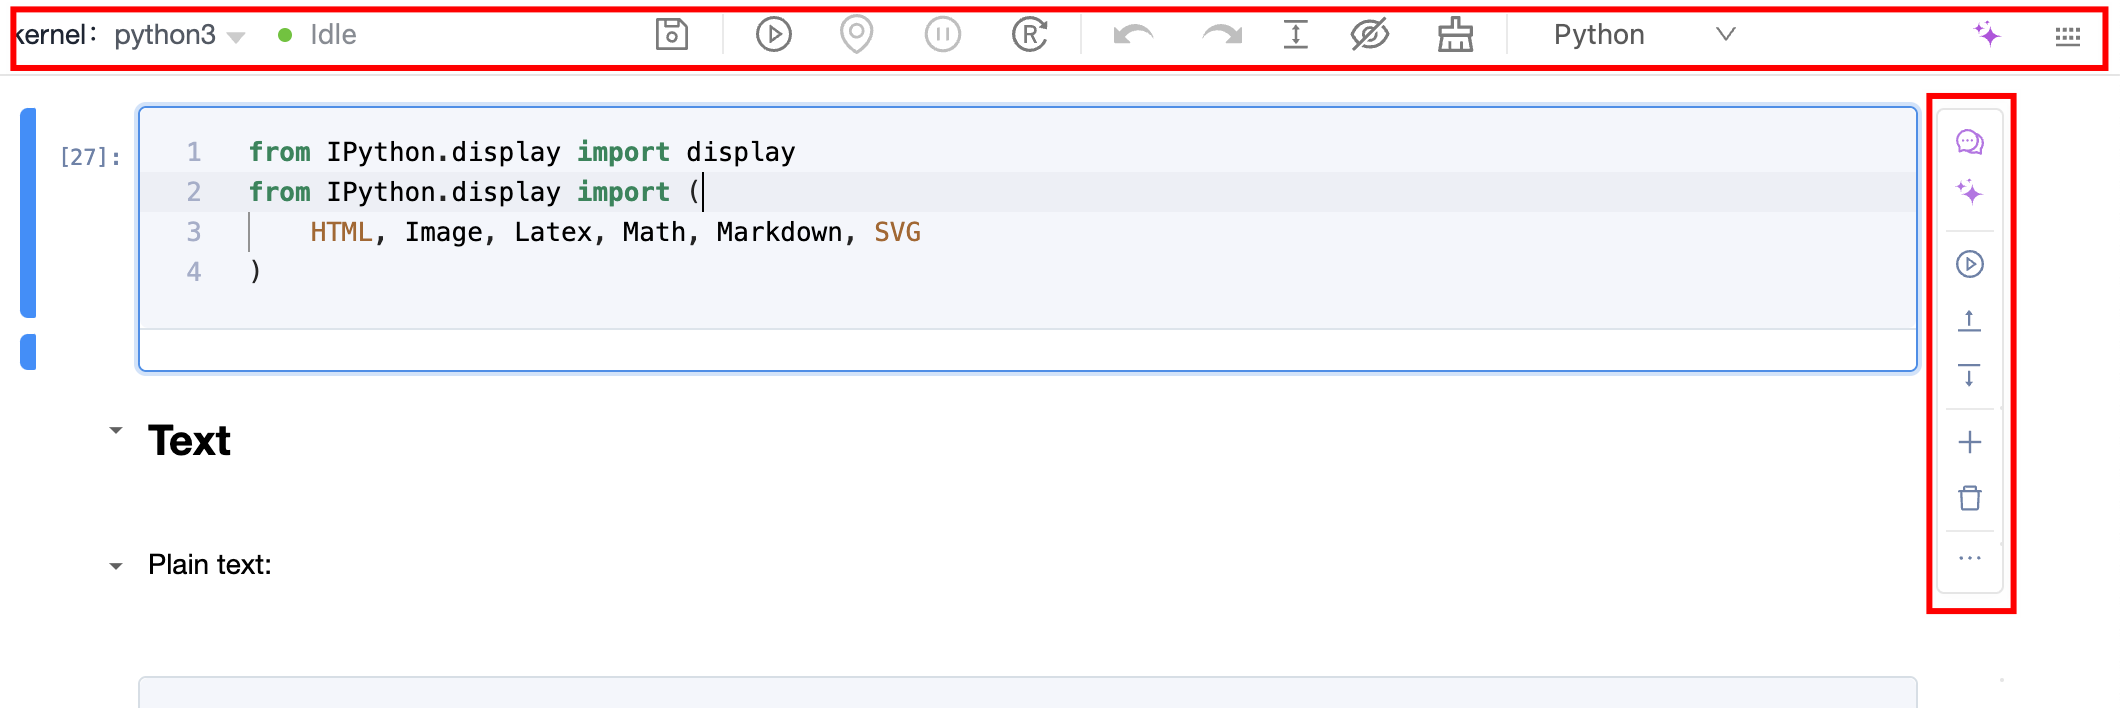 kernel: python3 Idle R Python
[27]:
1 from IPython.display import display
2 from IPython.display import (
3 HTML, Image, Latex, Math, Markdown, SVG
4 )
Text
Plain text: